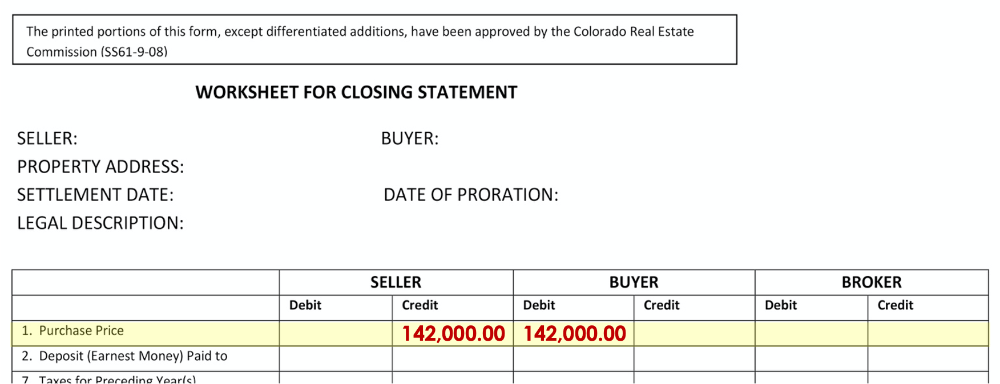 The printed portions of this form, except differentiated additions, have been approved by the Colorado Real Estate
Commission (SS61-9-08)
WORKSHEET FOR CLOSING STATEMENT
SELLER: BUYER:
PROPERTY ADDRESS:
SETTLEMENT DATE: DATE OF PRORATION:
LEGAL DESCRIPTION:
SELLER BUYER BROKER
Debit Credit Debit Credit Debit Credit
1. Purchase Price 142,000.00 142,000.00
2. Deposit (Earnest Money) Paid to
7. Taxes for Preceding Year(s)